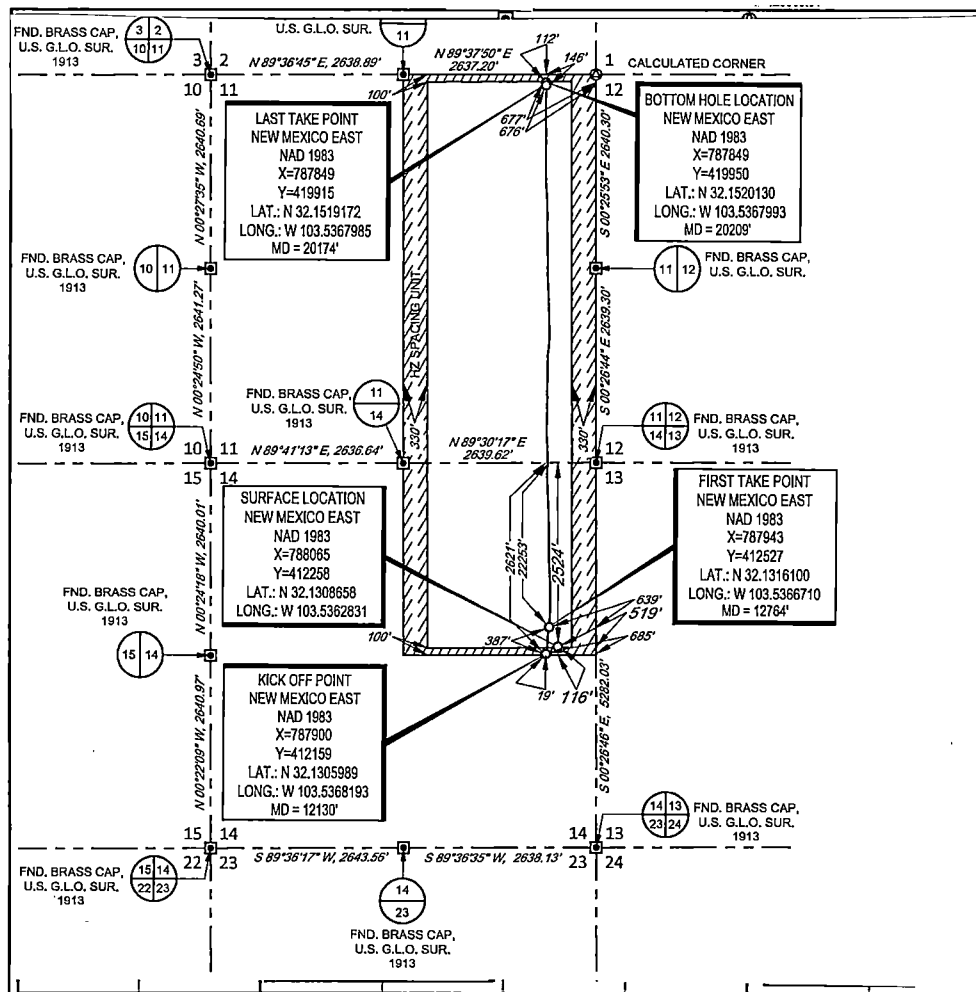 FND. BRASS CAP,
U.S. G.L.O. SUR.
1913
3 2
10 11
3 2
10 11
U.S. G.L.O. SUR.
11
N 89°36'45" E, 2638.89'
N 89°37'50" E
2637.20'
112'
146'
1
12
CALCULATED CORNER
100'
677'
676'
LAST TAKE POINT
NEW MEXICO EAST
NAD 1983
X=787849
Y=419915
LAT.: N 32.1519172
LONG.: W 103.5367985
MD = 20174'
BOTTOM HOLE LOCATION
NEW MEXICO EAST
NAD 1983
X=787849
Y=419950
LAT.: N 32.1520130
LONG.: W 103.5367993
MD = 20209'
N 00°27'35" W, 2640.69'
S 00°25'53" E 2640.30'
FND. BRASS CAP,
U.S. G.L.O. SUR.
1913
10 11
11 12
FND. BRASS CAP,
U.S. G.L.O. SUR.
1913
HZ SPACING UNIT
N 00°24'50" W, 2641.27'
S 00°26'44" E 2639.30'
330'
330'
FND. BRASS CAP,
U.S. G.L.O. SUR.
1913
10 11
15 14
10 11
15 14
FND. BRASS CAP,
U.S. G.L.O. SUR.
1913
11
14
N 89°41'13" E, 2636.64'
N 89°30'17" E
2639.62'
11 12
14 13
FND. BRASS CAP,
U.S. G.L.O. SUR.
1913
12
13
SURFACE LOCATION
NEW MEXICO EAST
NAD 1983
X=788065
Y=412258
LAT.: N 32.1308658
LONG.: W 103.5362831
FIRST TAKE POINT
NEW MEXICO EAST
NAD 1983
X=787943
Y=412527
LAT.: N 32.1316100
LONG.: W 103.5366710
MD = 12764'
N 00°24'18" W, 2640.01'
2621'
22253'
2524'
FND. BRASS CAP,
U.S. G.L.O. SUR.
1913
15 14
100'
387'
639'
519'
685'
19'
116'
KICK OFF POINT
NEW MEXICO EAST
NAD 1983
X=787900
Y=412159
LAT.: N 32.1305989
LONG.: W 103.5368193
MD = 12130'
N 00°22'09" W, 2640.97'
S 00°26'46" E, 5282.03'
15 14
22 23
S 89°36'17" W, 2643.56'
S 89°36'35" W, 2638.13'
14 13
23 24
14 13
23 24
FND. BRASS CAP,
U.S. G.L.O. SUR.
1913
FND. BRASS CAP,
U.S. G.L.O. SUR.
1913
15 14
22 23
14
23
FND. BRASS CAP,
U.S. G.L.O. SUR.
1913